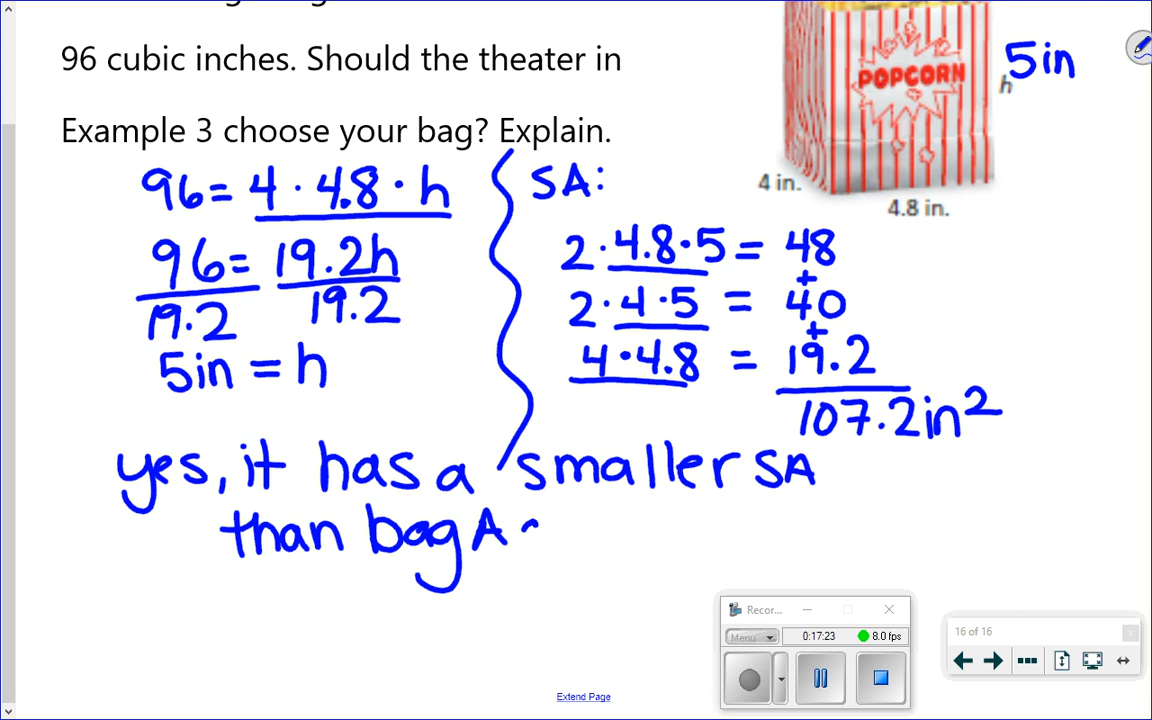 96 cubic inches. Should the theater in
Example 3 choose your bag? Explain.
POPCORN
h
5in
4 in.
4.8 in.
96 = 4 · 4.8 · h
96 = 19.2h
19.2 19.2
5in = h
SA:
2 · 4.8 · 5 = 48
+
2 · 4 · 5 = 40
+
4 · 4.8 = 19.2
107.2in²
yes, it has a smaller SA
than bag A
Recor...
Menu
0:17:23
8.0 fps
16 of 16
Extend Page